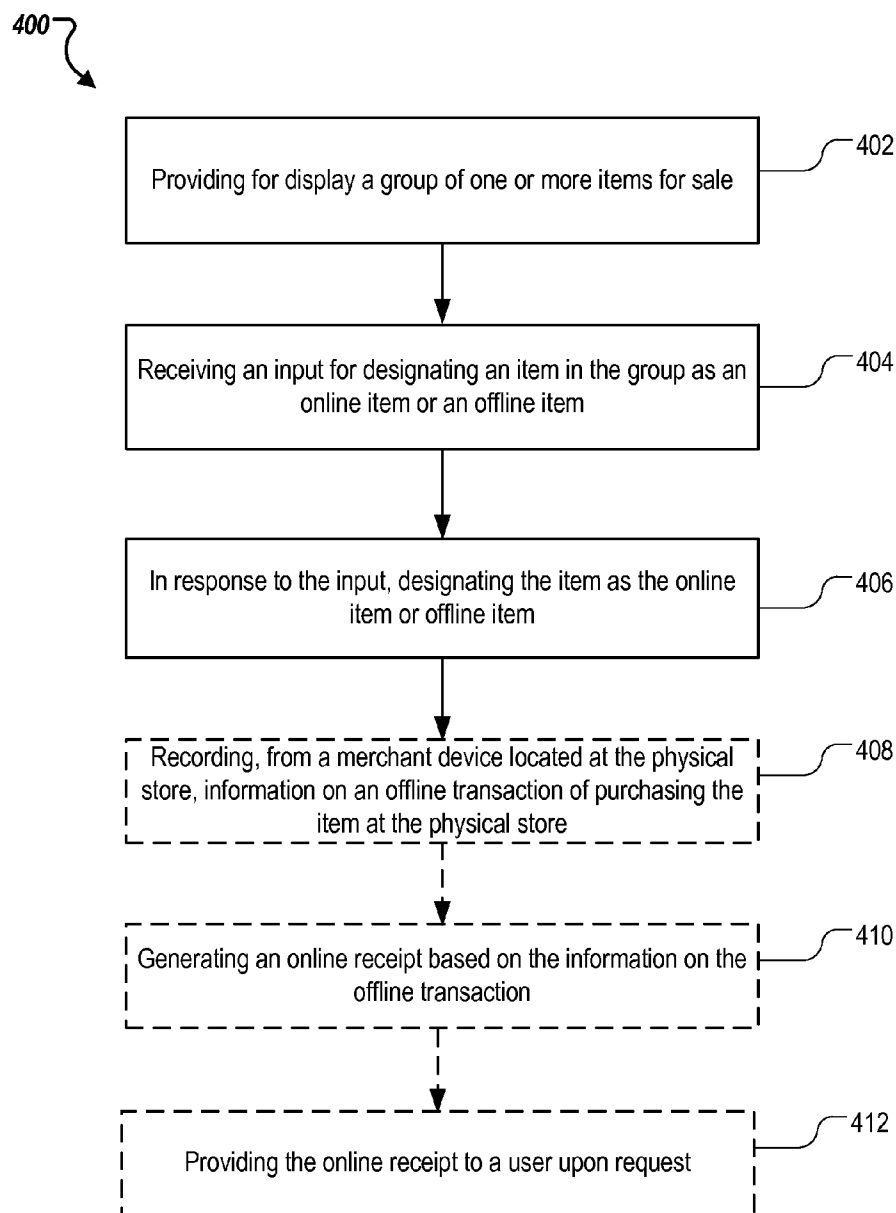 400
Providing for display a group of one or more items for sale
402
Receiving an input for designating an item in the group as an
online item or an offline item
404
In response to the input, designating the item as the online
item or offline item
406
Recording, from a merchant device located at the physical
store, information on an offline transaction of purchasing the
item at the physical store
408
Generating an online receipt based on the information on the
offline transaction
410
Providing the online receipt to a user upon request
412